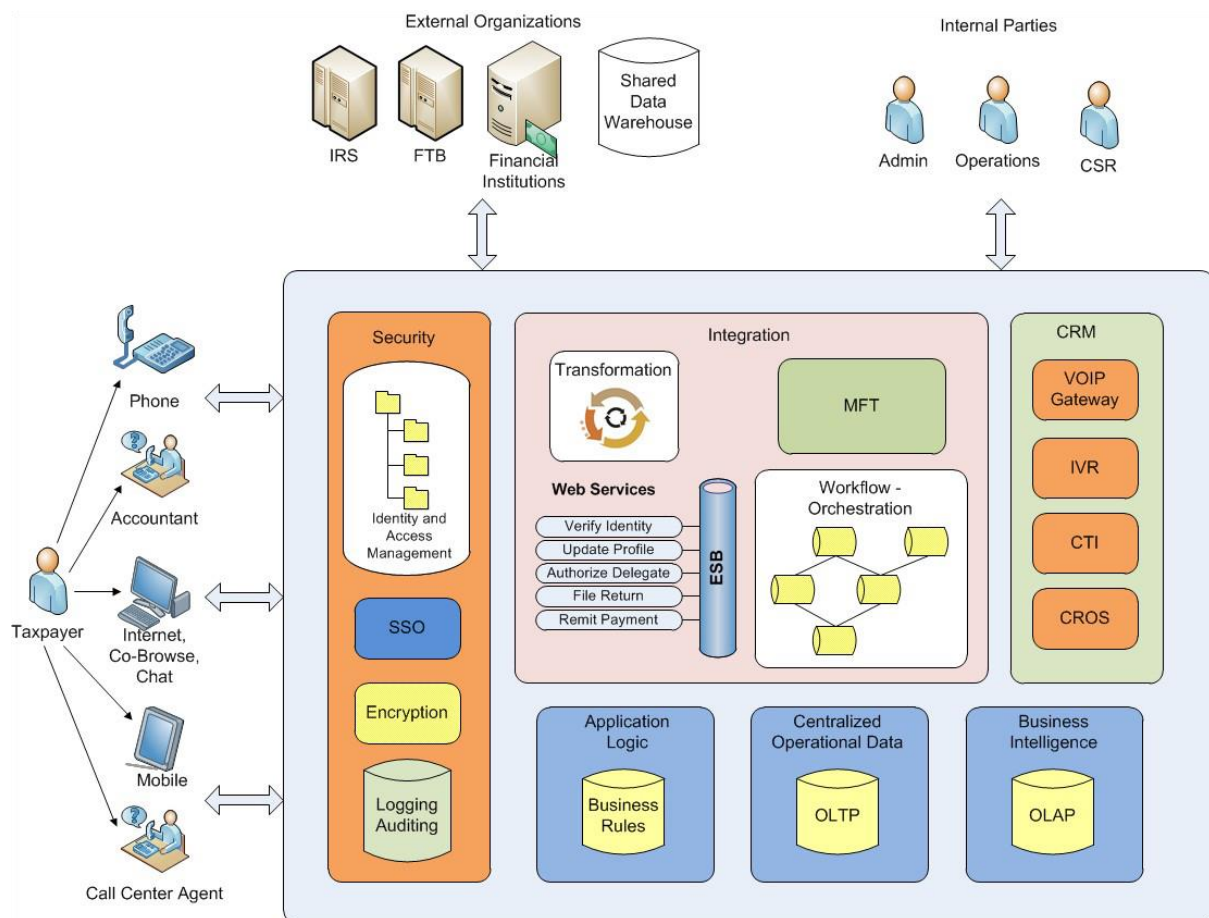 External Organizations
Internal Parties
IRS
FTB
Financial
Institutions
Shared
Data
Warehouse
Admin
Operations
CSR
Phone
Accountant
Taxpayer
Internet,
Co-Browse,
Chat
Mobile
Call Center Agent
Security
Identity and
Access
Management
SSO
Encryption
Logging
Auditing
Integration
Transformation
MFT
Web Services
Verify Identity
Update Profile
Authorize Delegate
File Return
Remit Payment
ESB
Workflow -
Orchestration
CRM
VOIP
Gateway
IVR
CTI
CROS
Application
Logic
Business
Rules
Centralized
Operational Data
OLTP
Business
Intelligence
OLAP